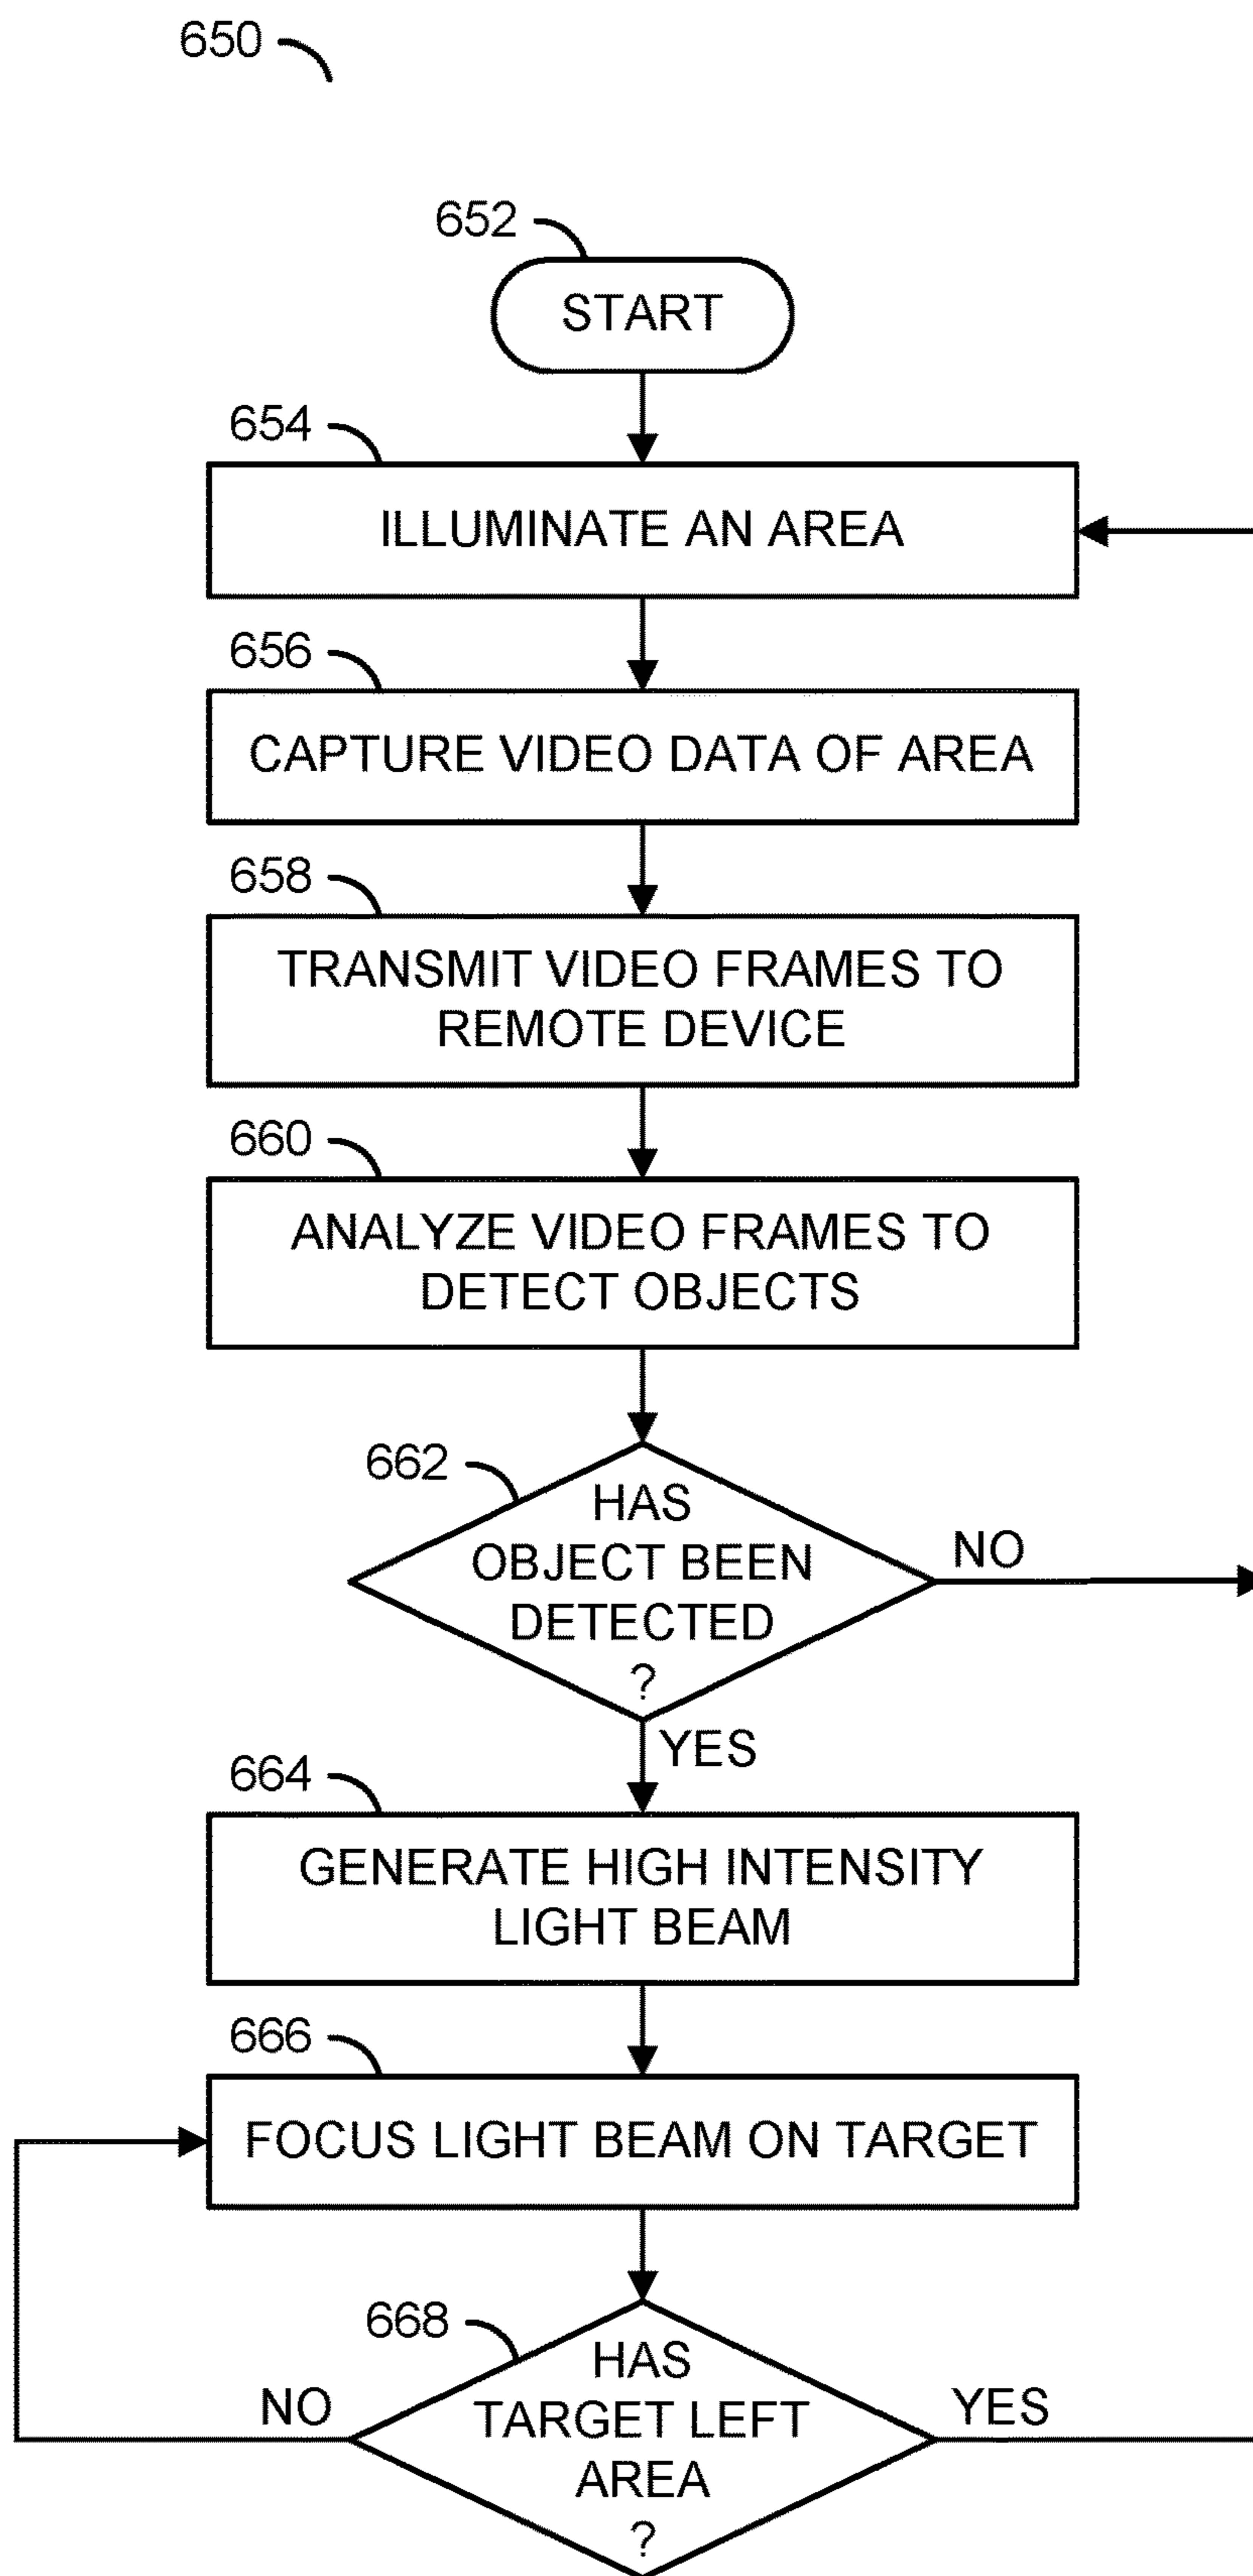 650
652
START
654
ILLUMINATE AN AREA
656
CAPTURE VIDEO DATA OF AREA
658
TRANSMIT VIDEO FRAMES TO
REMOTE DEVICE
660
ANALYZE VIDEO FRAMES TO
DETECT OBJECTS
662
HAS
OBJECT BEEN
DETECTED
?
NO
YES
664
GENERATE HIGH INTENSITY
LIGHT BEAM
666
FOCUS LIGHT BEAM ON TARGET
668
HAS
TARGET LEFT
AREA
?
NO
YES